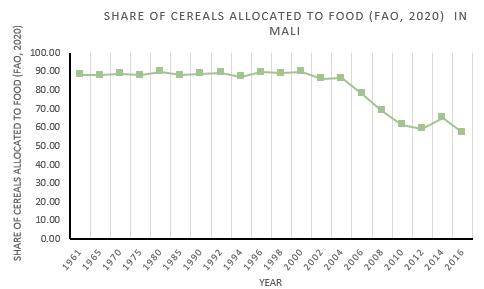 SHARE OF CEREALS ALLOCATED TO FOOD (FAO, 2020) IN
MALI
SHARE OF CEREALS ALLOCATED TO FOOD (FAO, 2020)
100.00
90.00
80.00
70.00
60.00
50.00
40.00
30.00
20.00
10.00
0.00
1961 1965 1970 1975 1980 1985 1990 1992 1994 1996 1998 2000 2002 2004 2006 2008 2010 2012 2014 2016
YEAR